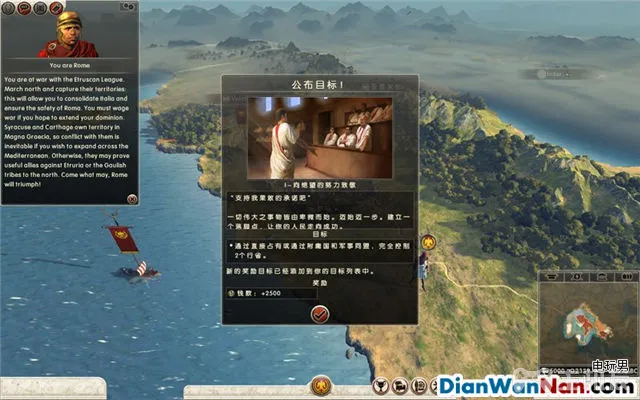 You are Rome
You are at war with the Etruscan League.
March north and capture their territories:
this will allow you to consolidate Italia and
ensure the safety of Roma. You must wage
war if you hope to extend your dominion.
Syracuse and Carthage own territory in
Magna Graecia, so conflict with them is
inevitable if you wish to expand across the
Mediterranean. Otherwise, they may prove
useful allies against Etruria or the Gaulish
tribes to the north. Come what may, Rome
will triumph!
公布目标!
I-向绝望的努力致敬
"支持我果敢的承诺吧"
一切伟大之事物皆由卑微而始。迈始迈一步。建立一
个落脚点,让你的人民走向成功。
目标
•通过直接占有或通过附庸国和军事同盟,完全控制
2个行省。
新的奖励目标已经添加到你的目标列表中。
奖励
钱款:+2500
电玩男
DianWanNan.com